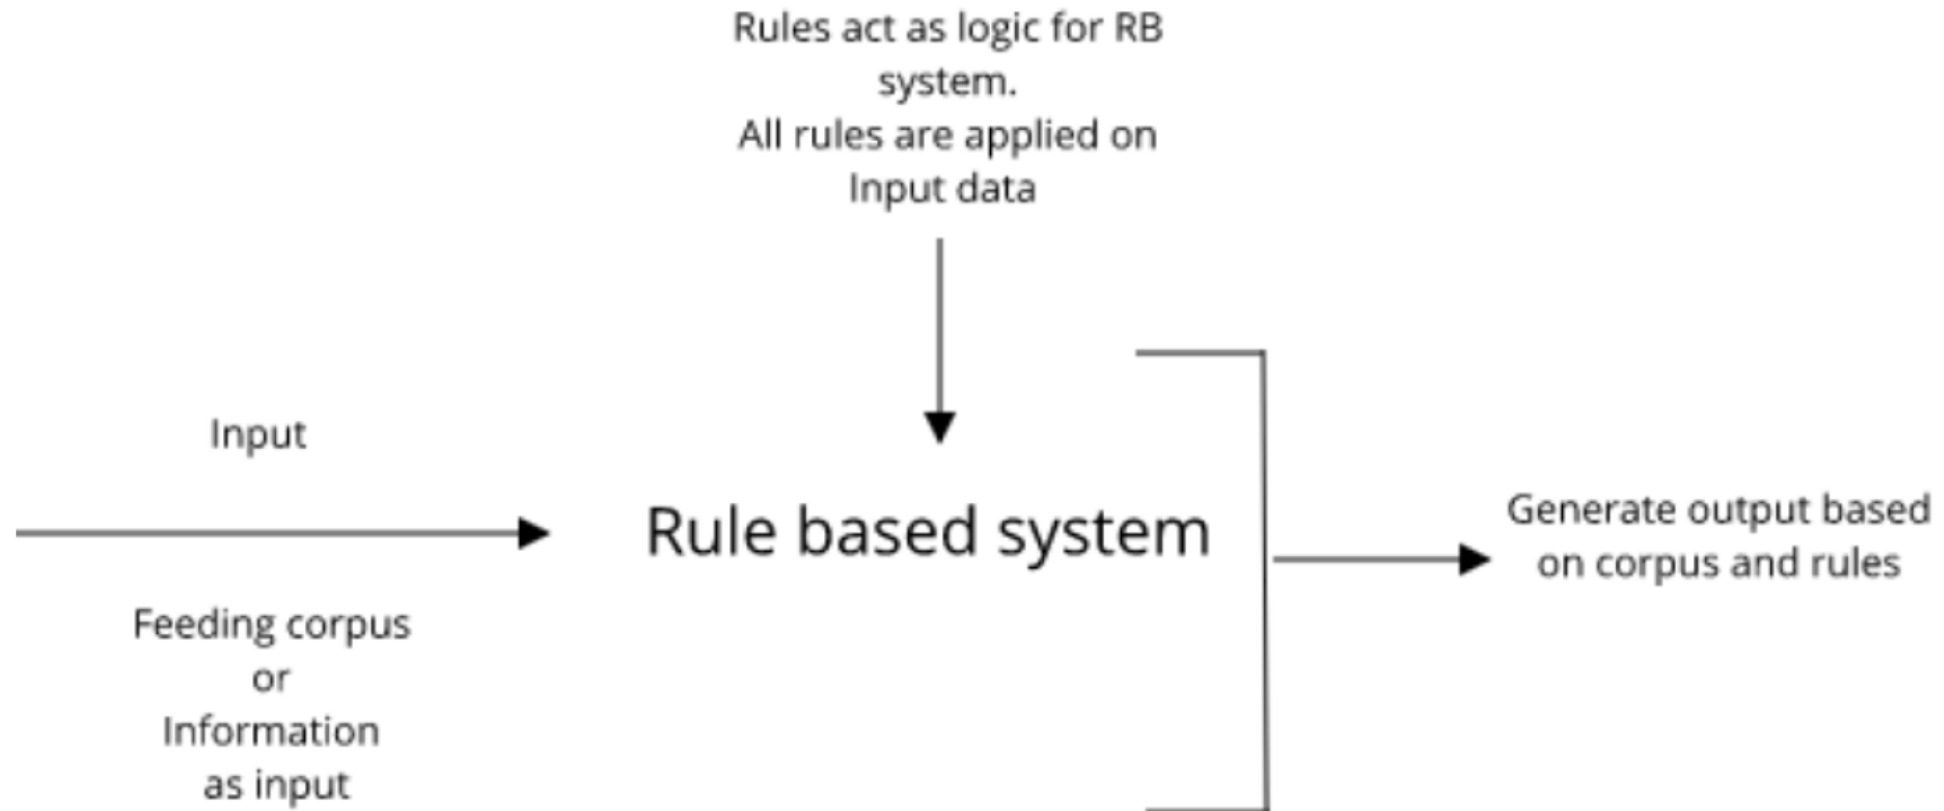 Rules act as logic for RB
system.
All rules are applied on
Input data
Input
Feeding corpus
or
Information
as input
Rule based system
Generate output based
on corpus and rules